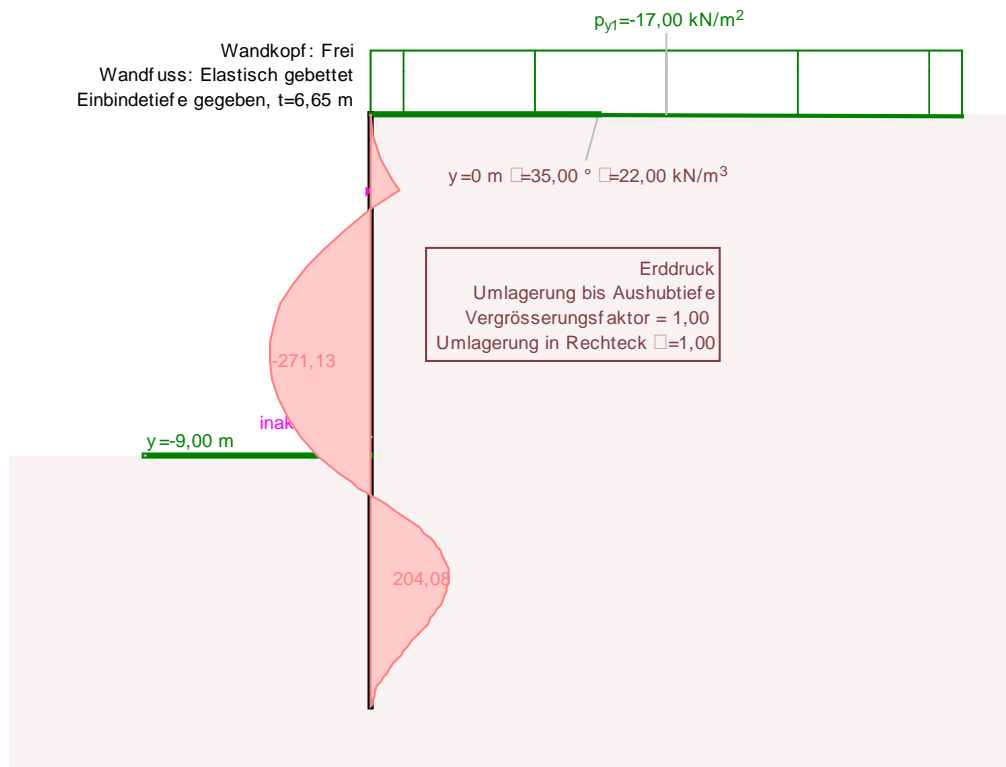 p_y1=-17,00 kN/m²
Wandkopf: Frei
Wandfuss: Elastisch gebettet
Einbindetiefe gegeben, t=6,65 m
y=0 m □=35,00 ° □=22,00 kN/m³
Erddruck
Umlagerung bis Aushubtiefe
Vergrösserungsfaktor = 1,00
Umlagerung in Rechteck □=1,00
-271,13
inak
y=-9,00 m
204,08